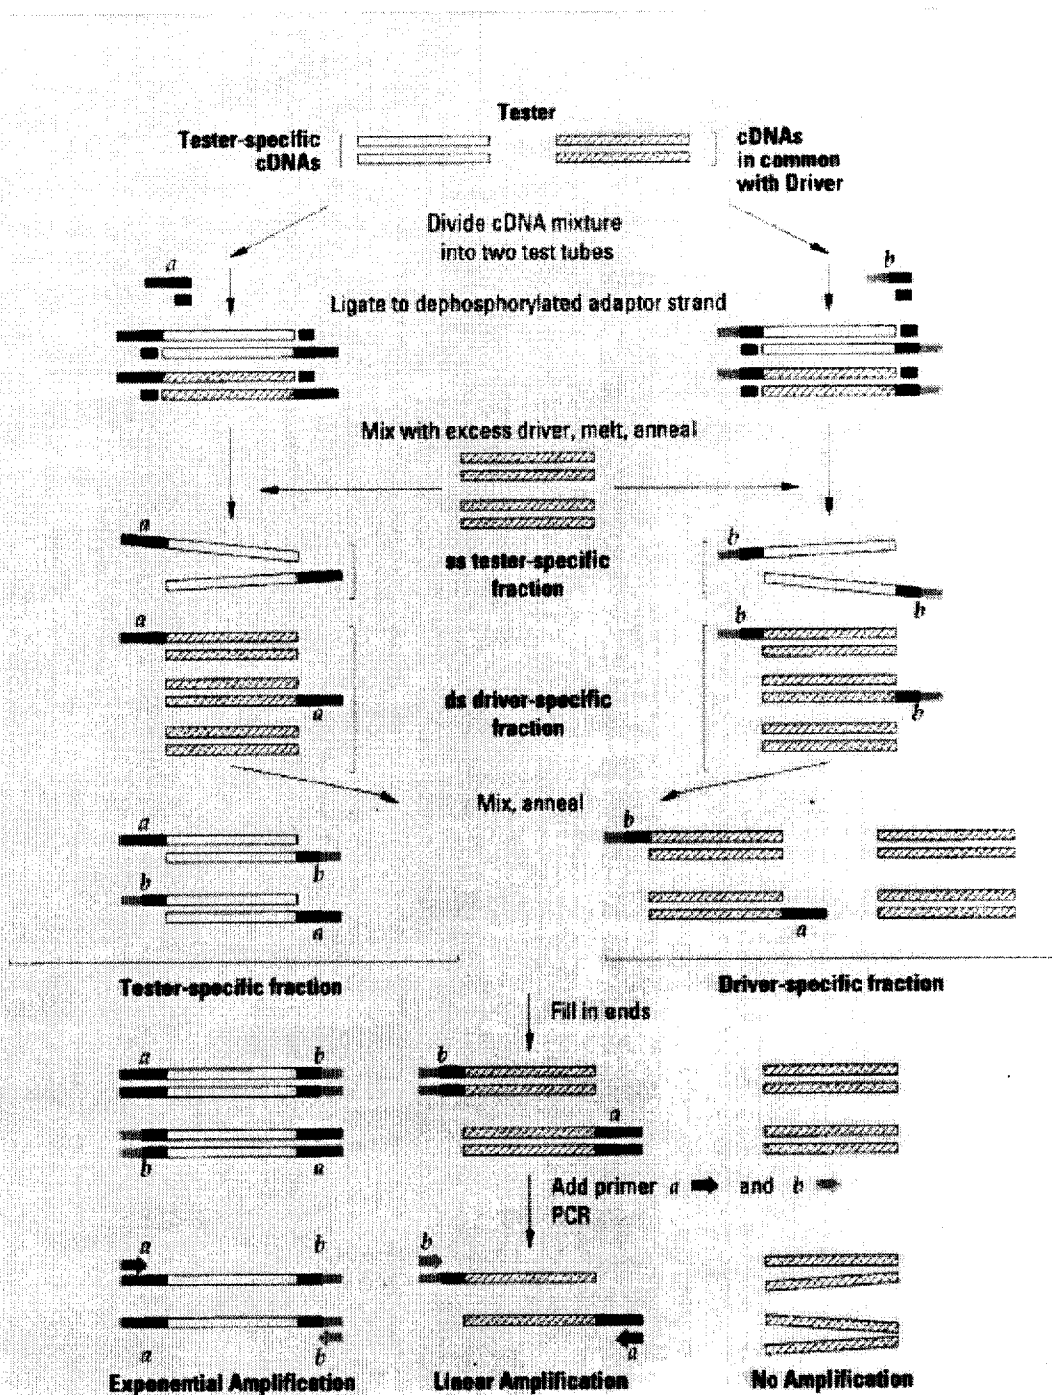 Tester
Tester-specific
cDNAs
cDNAs
in common
with Driver
Divide cDNA mixture
into two test tubes
a
b
Ligate to dephosphorylated adaptor strand
Mix with excess driver, melt, anneal
a
b
ss tester-specific
fraction
b
a
b
ds driver-specific
fraction
a
b
Mix, anneal
a
b
b
b
a
a
Tester-specific fraction
Driver-specific fraction
Fill in ends
a
b
b
a
b
a
Add primer a and b
PCR
a
b
b
a
b
a
Exponential Amplification
Linear Amplification
No Amplification